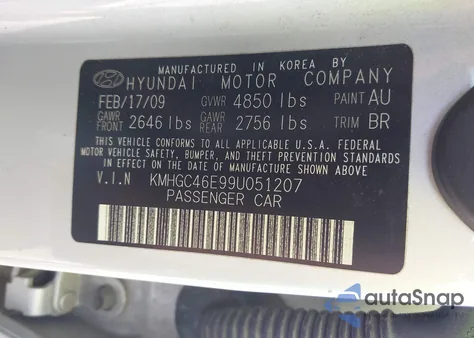 MANUFACTURED IN KOREA BY
HYUNDAI MOTOR COMPANY
FEB/17/09 GVWR 4850 lbs PAINT AU
GAWR FRONT 2646 lbs GAWR REAR 2756 lbs TRIM BR
THIS VEHICLE CONFORMS TO ALL APPLICABLE U.S.A. FEDERAL
MOTOR VEHICLE SAFETY, BUMPER, AND THEFT PREVENTION STANDARDS
IN EFFECT ON THE DATE OF MANUFACTURE SHOWN ABOVE.
V.I.N KMHGC46E99U051207
PASSENGER CAR
autoSnap